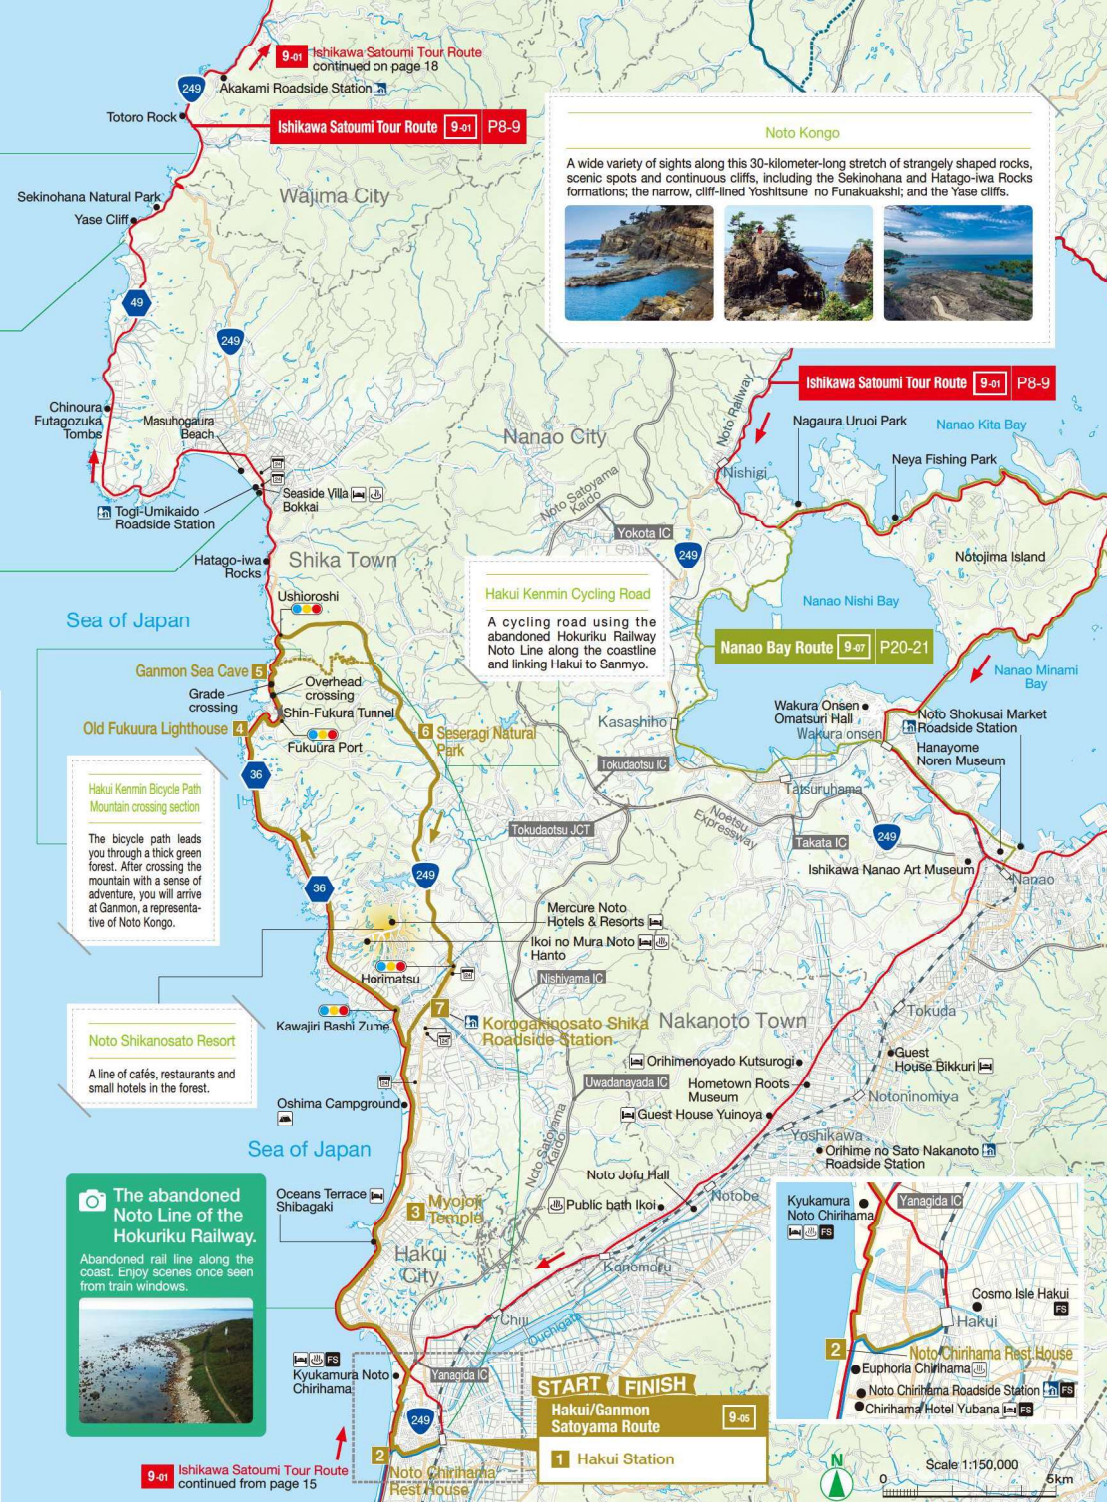 9-01
Ishikawa Satoumi Tour Route
continued on page 18
249
Akakami Roadside Station
Totoro Rock
Ishikawa Satoumi Tour Route 9-01 P8-9
Wajima City
Sekinohana Natural Park
Yase Cliff
49
249
Noto Kongo
A wide variety of sights along this 30-kilometer-long stretch of strangely shaped rocks,
scenic spots and continuous cliffs, including the Sekinohana and Hatago-iwa Rocks
formations; the narrow, cliff-lined Yoshitsune no Funakuakshi; and the Yase cliffs.
Ishikawa Satoumi Tour Route 9-01 P8-9
Noto Railway
Chinoura
Futagozuka
Tombs
Masuhogaura
Beach
Nanao City
Nagaura Uruoi Park
Nanao Kita Bay
Neya Fishing Park
Nishigi
Noto Satoyama
Kaido
Seaside Villa
Bokkai
Togi-Umikaido
Roadside Station
Yokota IC
249
Hatago-iwa
Rocks
Shika Town
Notojima Island
Ushioroshi
Hakui Kenmin Cycling Road
A cycling road using the
abandoned Hokuriku Railway
Noto Line along the coastline
and linking Hakui to Sanmyo.
Nanao Nishi Bay
Sea of Japan
Nanao Bay Route 9-07 P20-21
Ganmon Sea Cave 5
Grade
crossing
Overhead
crossing
Shin-Fukura Tunnel
Nanao Minami
Bay
Old Fukuura Lighthouse 4
Fukuura Port
6 Seseragi Natural
Park
Kasashiho
Wakura Onsen
Omatsuri Hall
Wakura onsen
Noto Shokusai Market
Roadside Station
Hanayome
Noren Museum
36
Tokudaotsu IC
Tatsuruhama
Hakui Kenmin Bicycle Path
Mountain crossing section
The bicycle path leads
you through a thick green
forest. After crossing the
mountain with a sense of
adventure, you will arrive
at Ganmon, a representa-
tive of Noto Kongo.
Tokudaotsu JCT
Noetsu
Expressway
Takata IC
249
Ishikawa Nanao Art Museum
Nanao
36
249
Mercure Noto
Hotels & Resorts
Ikoi no Mura Noto
Hanto
Horimatsu
Nishiyama IC
Kawajiri Bashi Zume
7
Korogakinosato Shika
Roadside Station
Nakanoto Town
Tokuda
Noto Shikanosato Resort
A line of cafés, restaurants and
small hotels in the forest.
Orihimenoyado Kutsurogi
Guest
House Bikkuri
Uwadanayada IC
Hometown Roots
Museum
Notoninomiya
Oshima Campground
Guest House Yuinoya
Noto Satoyama
Kaido
Yoshikawa
Orihime no Sato Nakanoto
Roadside Station
Sea of Japan
Noto Jofu Hall
Notobe
Public bath Ikoi
The abandoned
Noto Line of the
Hokuriku Railway.
Abandoned rail line along the
coast. Enjoy scenes once seen
from train windows.
Oceans Terrace
Shibagaki
3 Myojoji
Temple
Hakui
City
Kanomaru
Chiji
Ouchigata
Kyukamura
Noto Chirihama
FS
Yanagida IC
Cosmo Isle Hakui
FS
Hakui
2
Noto Chirihama Rest House
Euphoria Chirihama
Noto Chirihama Roadside Station FS
Chirihama Hotel Yubana FS
FS
Kyukamura Noto
Chirihama
Yanagida IC
249
START FINISH
Hakui/Ganmon
Satoyama Route
9-05
1 Hakui Station
2
Noto Chirihama
Rest House
9-01
Ishikawa Satoumi Tour Route
continued from page 15
N
Scale 1:150,000
0 5km